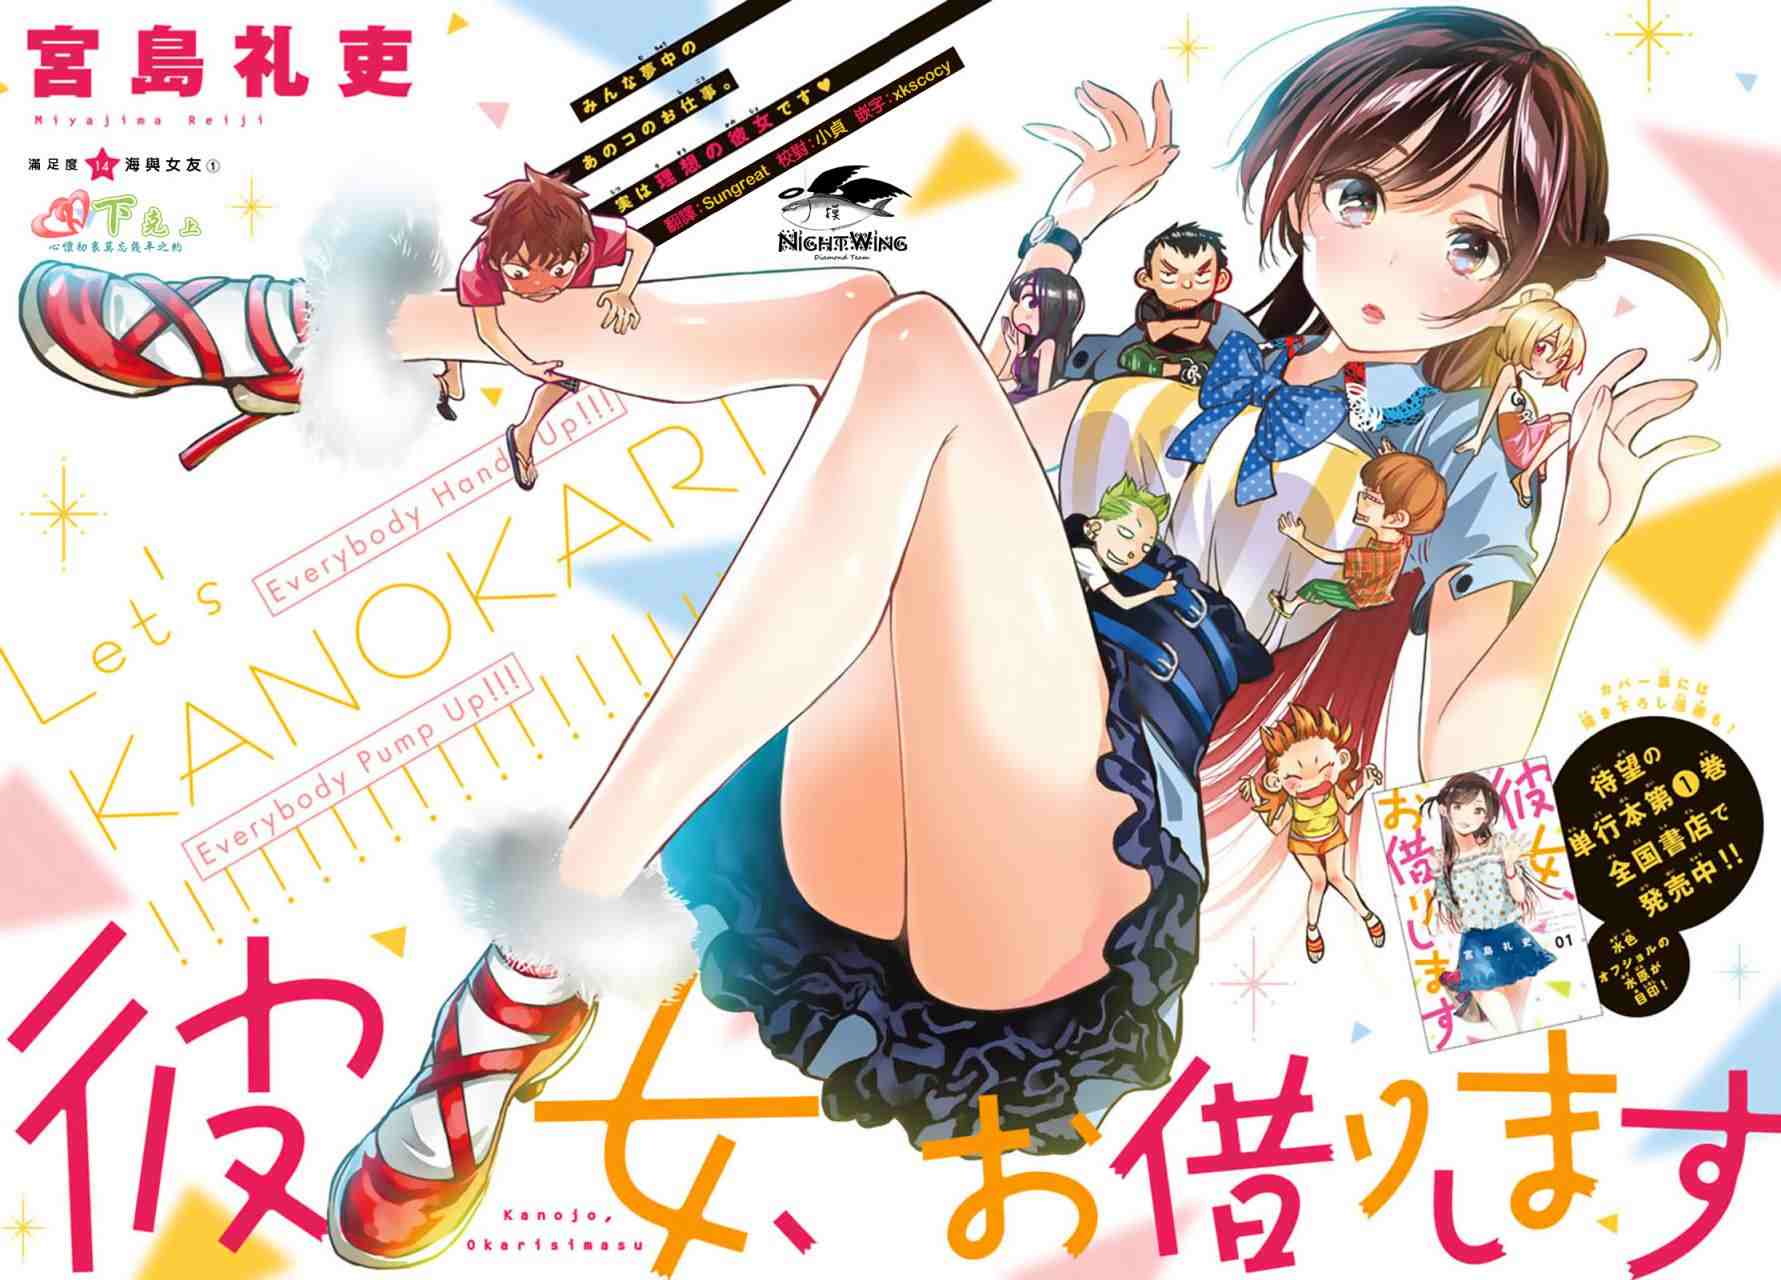 宮島礼吏
Miyajima Reiji
滿足度 14 海與女友①
下克上
心懷初衷莫忘幾年之約
みんな夢中の
あのコのお仕事。
実は理想の彼女です♥
翻譯：Sungreat 校對：小貞 嵌字：xkscocy
NIGHT.WING
Diamond Team
Everybody Hand Up!!!
Let's
KANOKARI
!!!!!!!!!!!!!!!!!!!!
Everybody Pump Up!!!
カバー裏には
描き下ろし漫画も！
待望の
単行本第①巻
全国書店で
発売中!!
水色
オフショルの
水原が
目印！
彼女、
お借りします
宮島礼吏 01
彼女、お借りします
Kanojo,
Okarisimasu